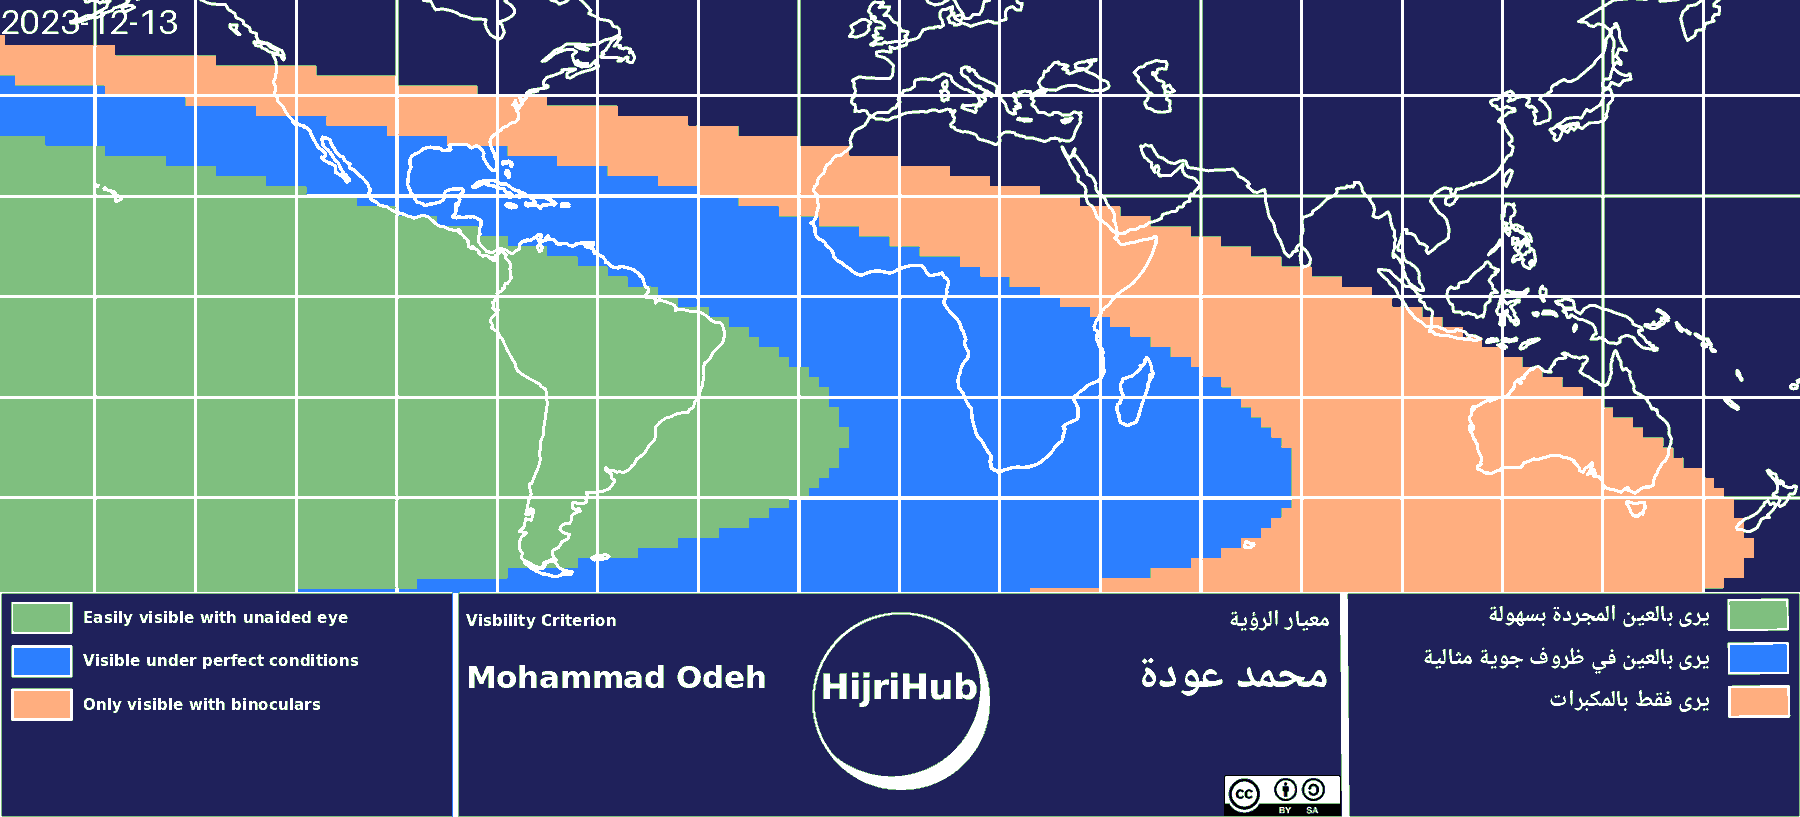 2023-12-13
Easily visible with unaided eye
Visible under perfect conditions
Only visible with binoculars
Visbility Criterion
Mohammad Odeh
HijriHub
معيار الرؤية
محمد عودة
cc
BY SA
يرى بالعين المجردة بسهولة
يرى بالعين في ظروف جوية مثالية
يرى فقط بالمكبرات